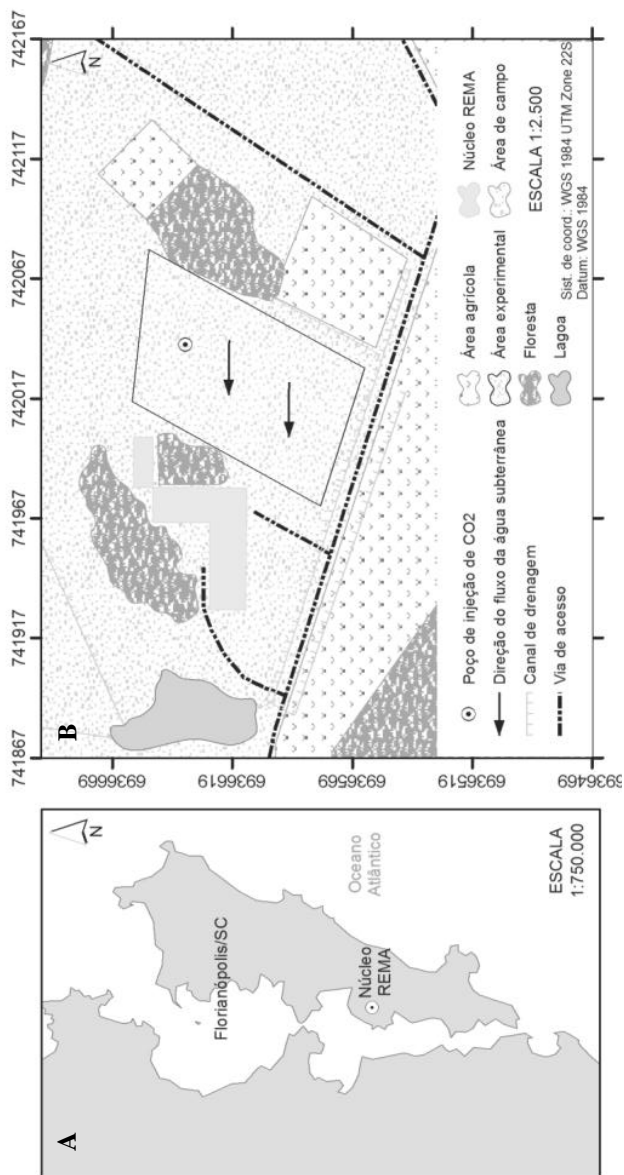 A
N
Florianópolis/SC
Oceano
Atlântico
Núcleo
REMA
ESCALA
1:750.000
B
N
741867
741917
741967
742017
742067
742117
742167
6936669
6936619
6936569
6936519
6936469
Poço de injeção de CO2
Direção do fluxo da água subterrânea
Canal de drenagem
Via de acesso
Área agrícola
Área experimental
Floresta
Lagoa
Núcleo REMA
Área de campo
ESCALA 1:2.500
Sist. de coord.: WGS 1984 UTM Zone 22S
Datum: WGS 1984